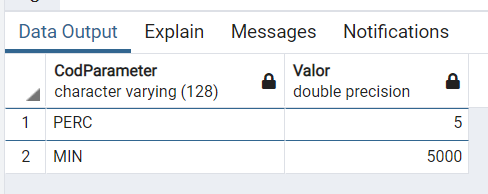 Data Output Explain Messages Notifications
CodParameter Valor
character varying (128) double precision
1 PERC 5
2 MIN 5000